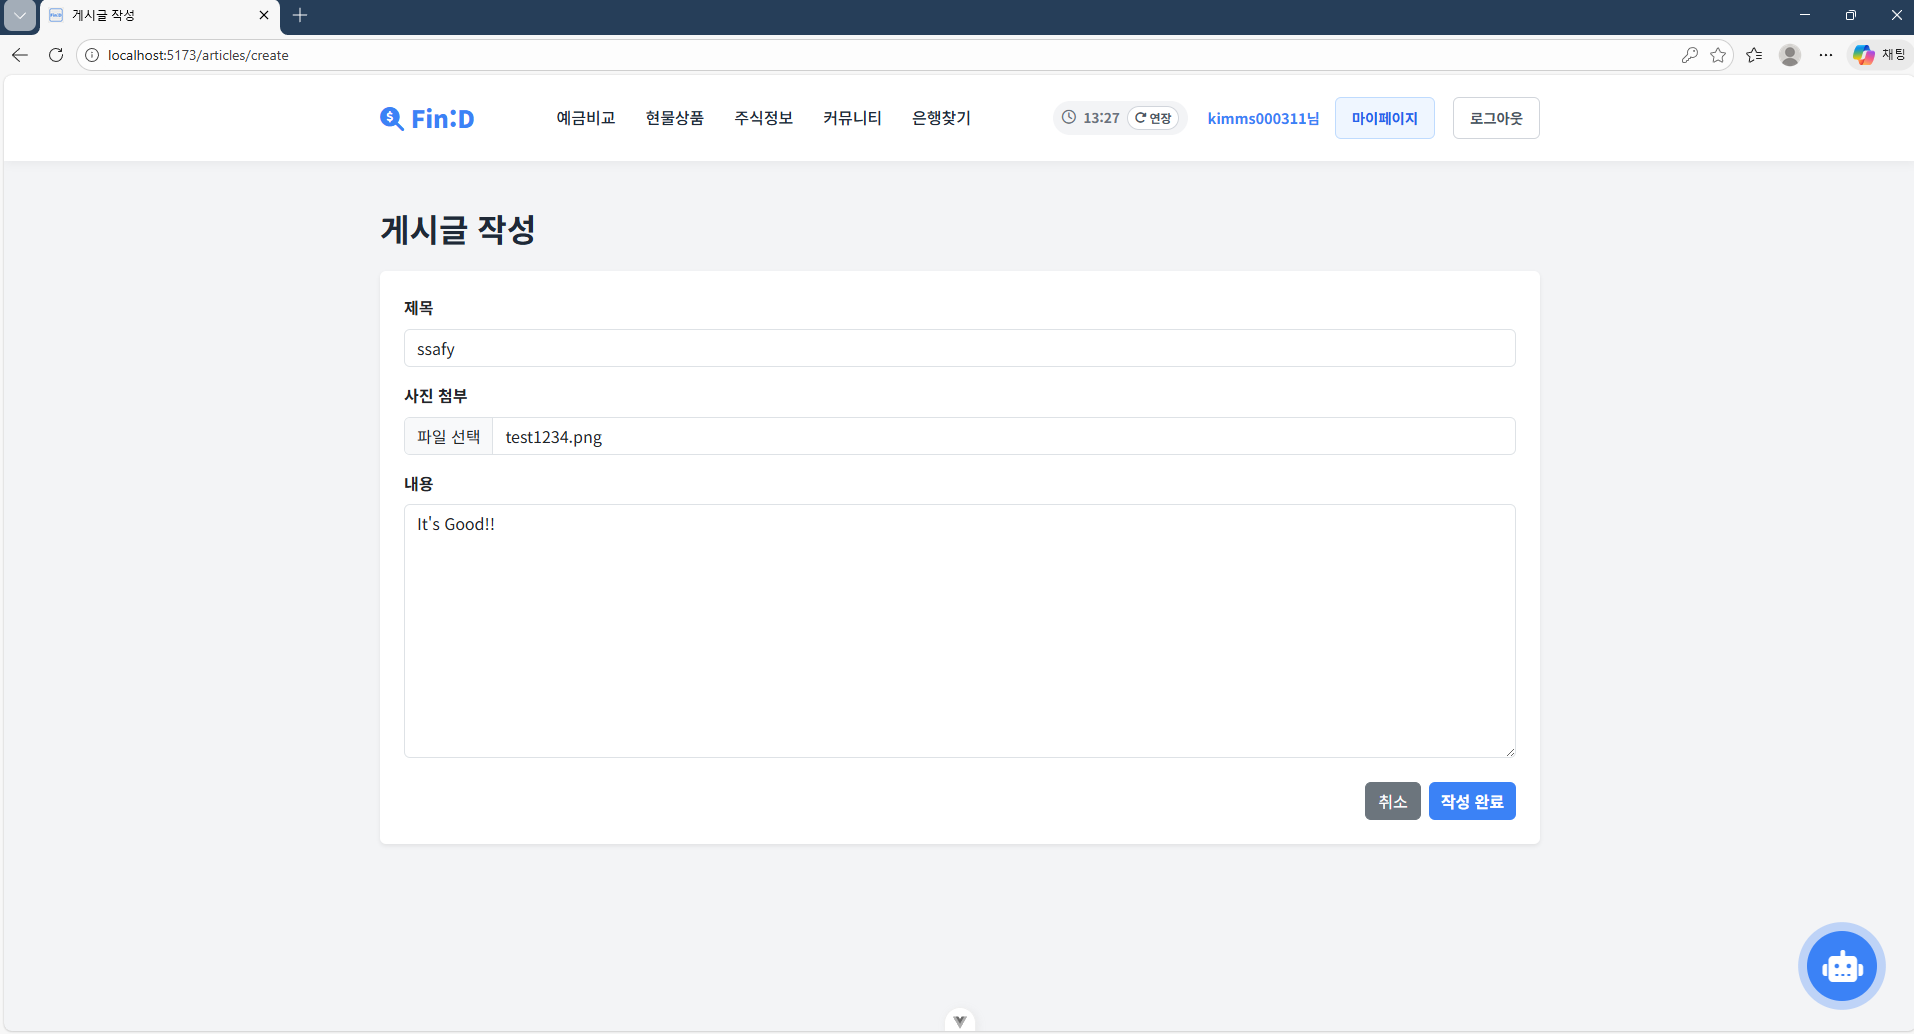 게시글 작성
localhost:5173/articles/create
채팅
Fin:D 예금비교 현물상품 주식정보 커뮤니티 은행찾기 13:27 연장 kimms000311님 마이페이지 로그아웃
게시글 작성
제목
ssafy
사진 첨부
파일 선택 test1234.png
내용
It's Good!!
취소 작성 완료